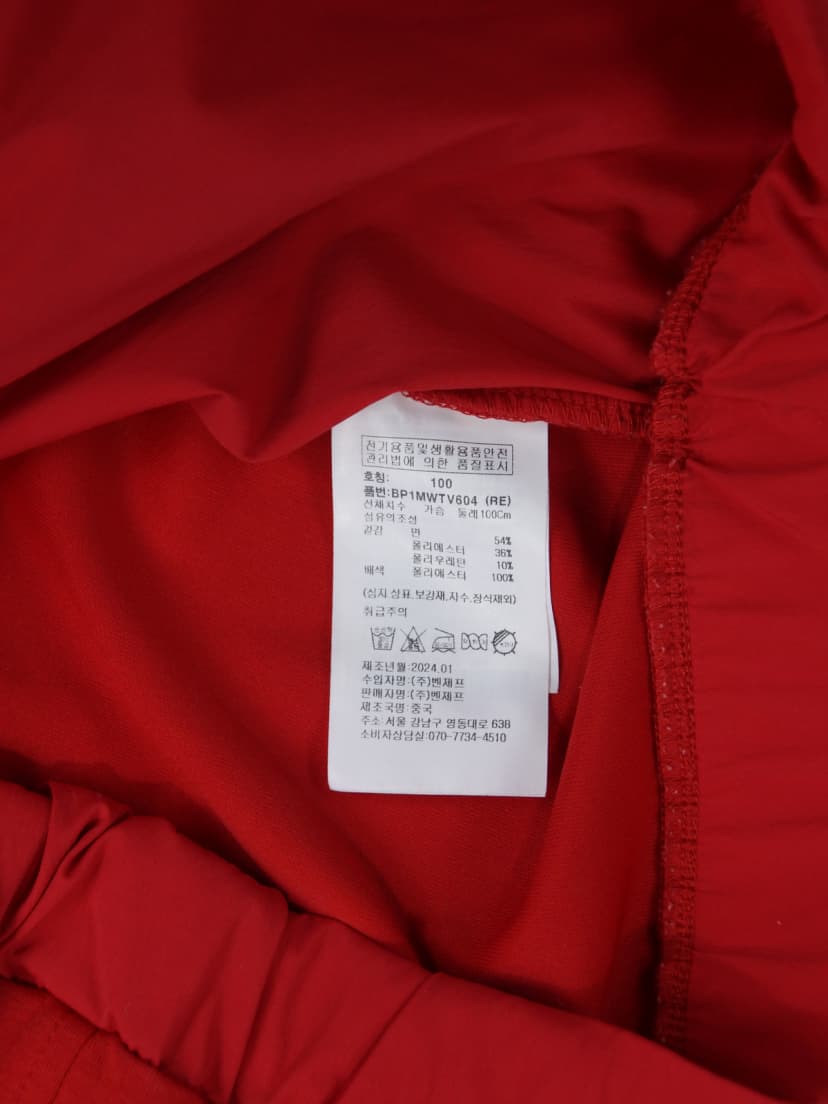 전기용품및생활용품안전
관리법에 의한 품질표시
호칭: 100
품번:BP1MWTV604 (RE)
신체치수 가슴 둘레100Cm
섬유의조성
겉감 면 54%
폴리에스터 36%
폴리우레탄 10%
배색 폴리에스터 100%
(심지,상표,보강재,자수,장식제외)
취급주의
제조년월:2024.01
수입자명:(주)벤제프
판매자명:(주)벤제프
제조국명:중국
주소:서울 강남구 영동대로 638
소비자상담실:070-7734-4510